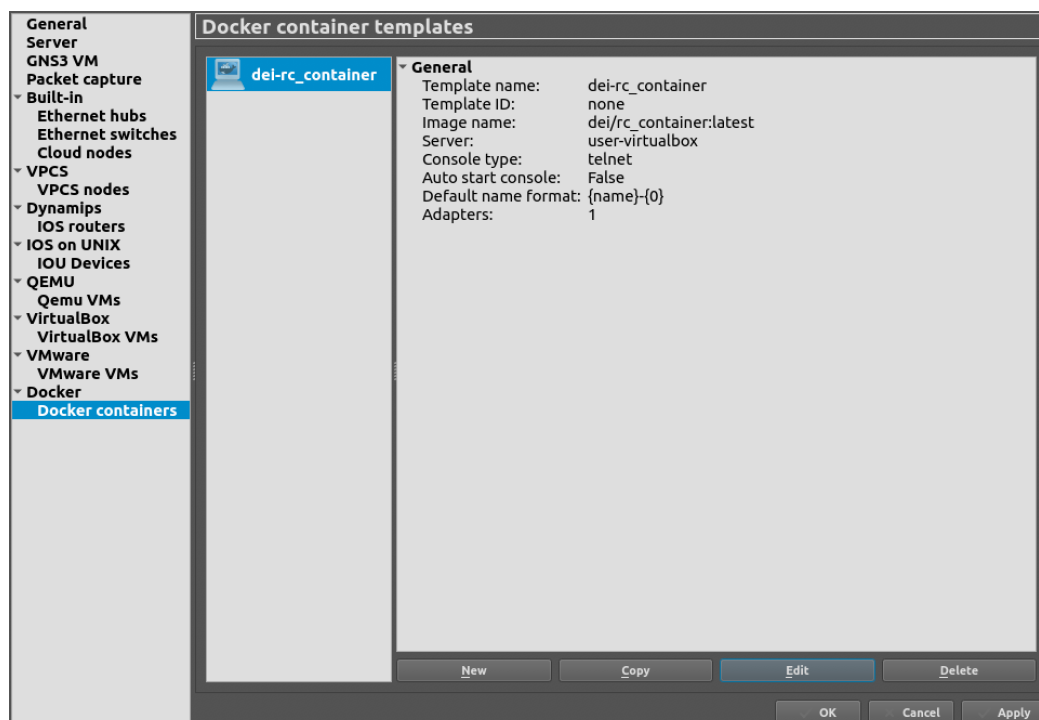 General
Server
GNS3 VM
Packet capture
Built-in
Ethernet hubs
Ethernet switches
Cloud nodes
VPCS
VPCS nodes
Dynamips
IOS routers
IOS on UNIX
IOU Devices
QEMU
Qemu VMs
VirtualBox
VirtualBox VMs
VMware
VMware VMs
Docker
Docker containers
Docker container templates
dei-rc_container
General
Template name: dei-rc_container
Template ID: none
Image name: dei/rc_container:latest
Server: user-virtualbox
Console type: telnet
Auto start console: False
Default name format: {name}-{0}
Adapters: 1
New Copy Edit Delete
OK Cancel Apply